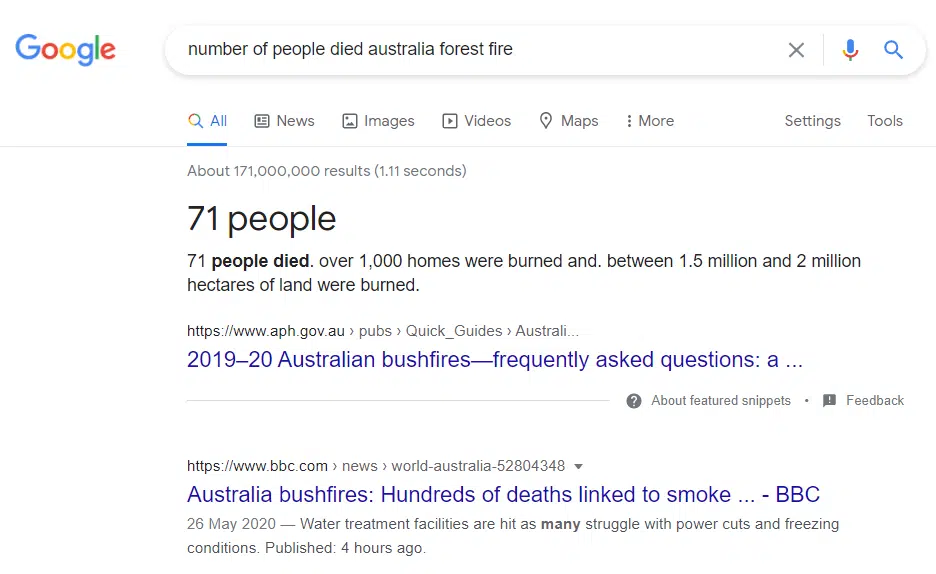 Google
number of people died australia forest fire
All News Images Videos Maps More Settings Tools
About 171,000,000 results (1.11 seconds)
71 people
71 people died. over 1,000 homes were burned and. between 1.5 million and 2 million
hectares of land were burned.
https://www.aph.gov.au › pubs › Quick_Guides › Australi...
2019–20 Australian bushfires—frequently asked questions: a ...
About featured snippets • Feedback
https://www.bbc.com › news › world-australia-52804348
Australia bushfires: Hundreds of deaths linked to smoke ... - BBC
26 May 2020 — Water treatment facilities are hit as many struggle with power cuts and freezing
conditions. Published: 4 hours ago.